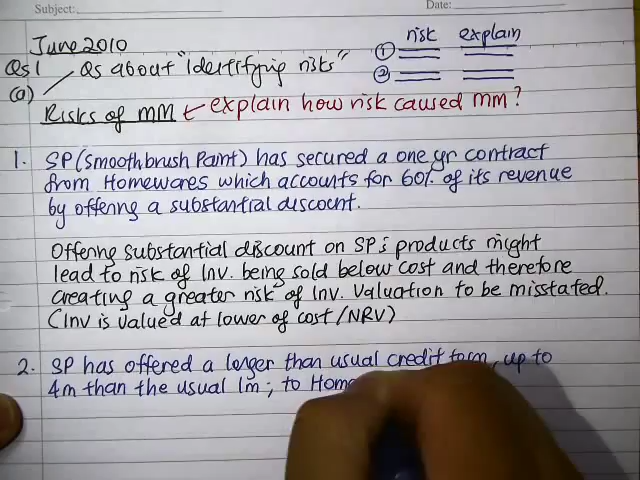 Subject: Date:
June 2010
risk explain
①
②
Qs1 Qs about "identifying risks"
(a)
Risks of MM explain how risk caused mm?
1. SP (Smoothbrush Paint) has secured a one yr contract
from Homewares which accounts for 60% of its revenue
by offering a substantial discount.
Offering substantial discount on SP's products might
lead to risk of Inv. being sold below cost and therefore
creating a greater risk of Inv. Valuation to be misstated.
(Inv is valued at lower of cost/NRV)
2. SP has offered a larger than usual credit term, up to
4m than the usual 1m; to Home